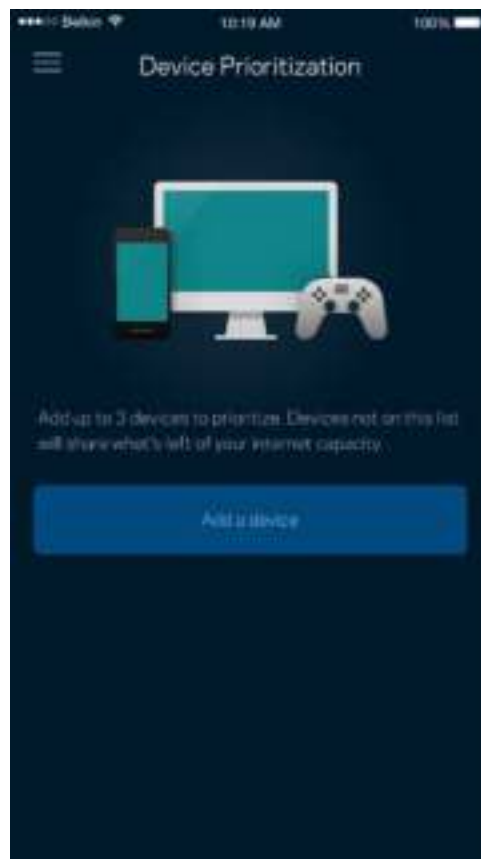 Belkin 10:19 AM 100%
Device Prioritization
Add up to 3 devices to prioritize. Devices not on this list
will share what's left of your internet capacity.
Add a device